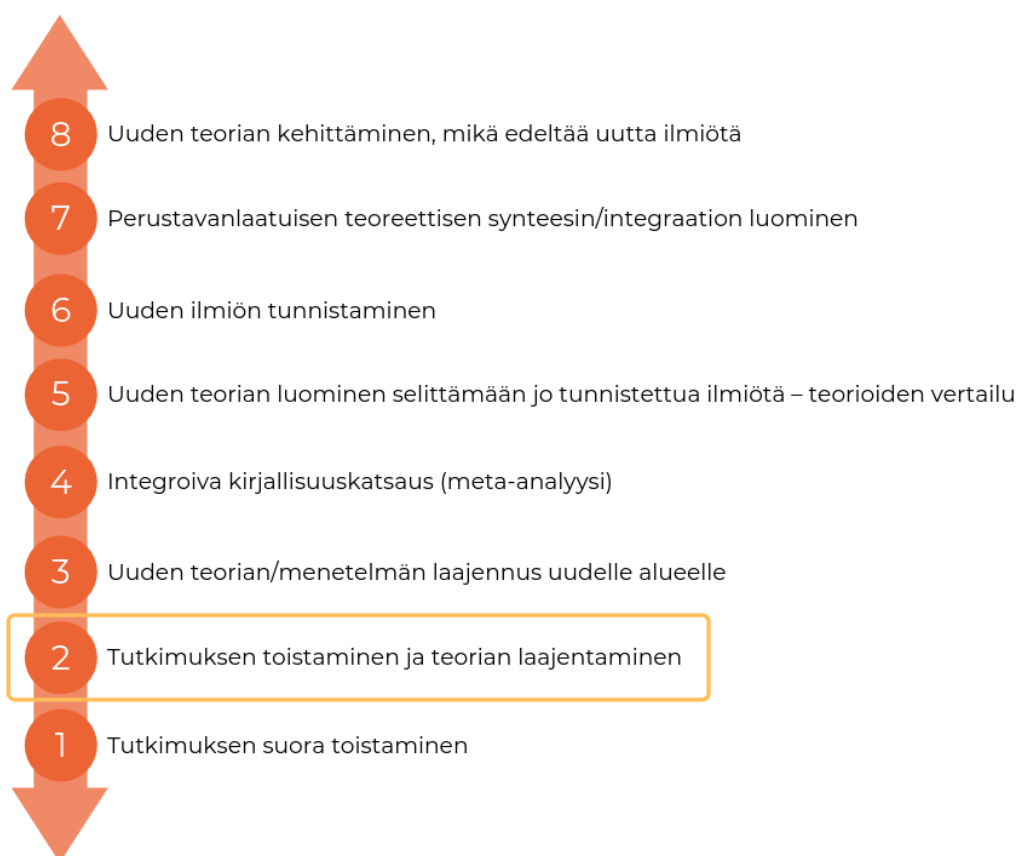 8 Uuden teorian kehittäminen, mikä edeltää uutta ilmiötä
7 Perustavanlaatuisen teoreettisen synteesin/integraation luominen
6 Uuden ilmiön tunnistaminen
5 Uuden teorian luominen selittämään jo tunnistettua ilmiötä – teorioiden vertailu
4 Integroiva kirjallisuuskatsaus (meta-analyysi)
3 Uuden teorian/menetelmän laajennus uudelle alueelle
2 Tutkimuksen toistaminen ja teorian laajentaminen
1 Tutkimuksen suora toistaminen